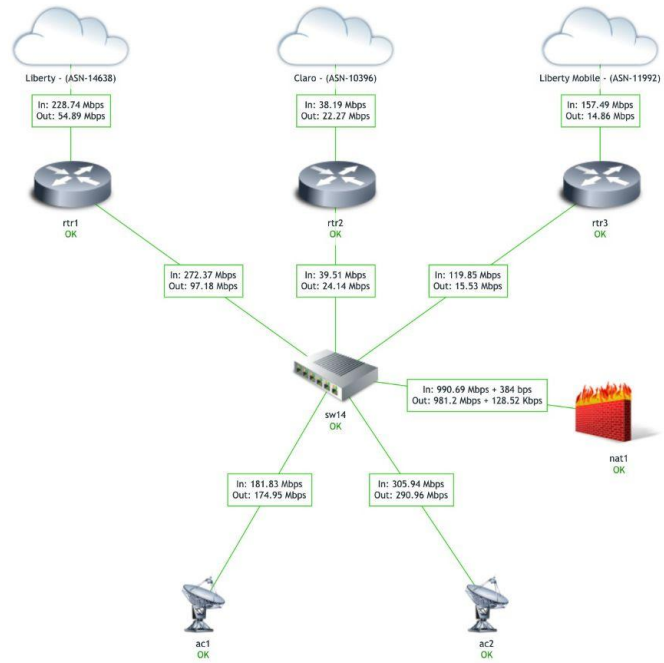 Liberty - (ASN-14638)
Claro - (ASN-10396)
Liberty Mobile - (ASN-11992)
In: 228.74 Mbps
Out: 54.89 Mbps
In: 38.19 Mbps
Out: 22.27 Mbps
In: 157.49 Mbps
Out: 14.86 Mbps
rtr1
OK
rtr2
OK
rtr3
OK
In: 272.37 Mbps
Out: 97.18 Mbps
In: 39.51 Mbps
Out: 24.14 Mbps
In: 119.85 Mbps
Out: 15.53 Mbps
In: 990.69 Mbps + 384 bps
Out: 981.2 Mbps + 128.52 Kbps
sw14
OK
nat1
OK
In: 181.83 Mbps
Out: 174.95 Mbps
In: 305.94 Mbps
Out: 290.96 Mbps
ac1
OK
ac2
OK